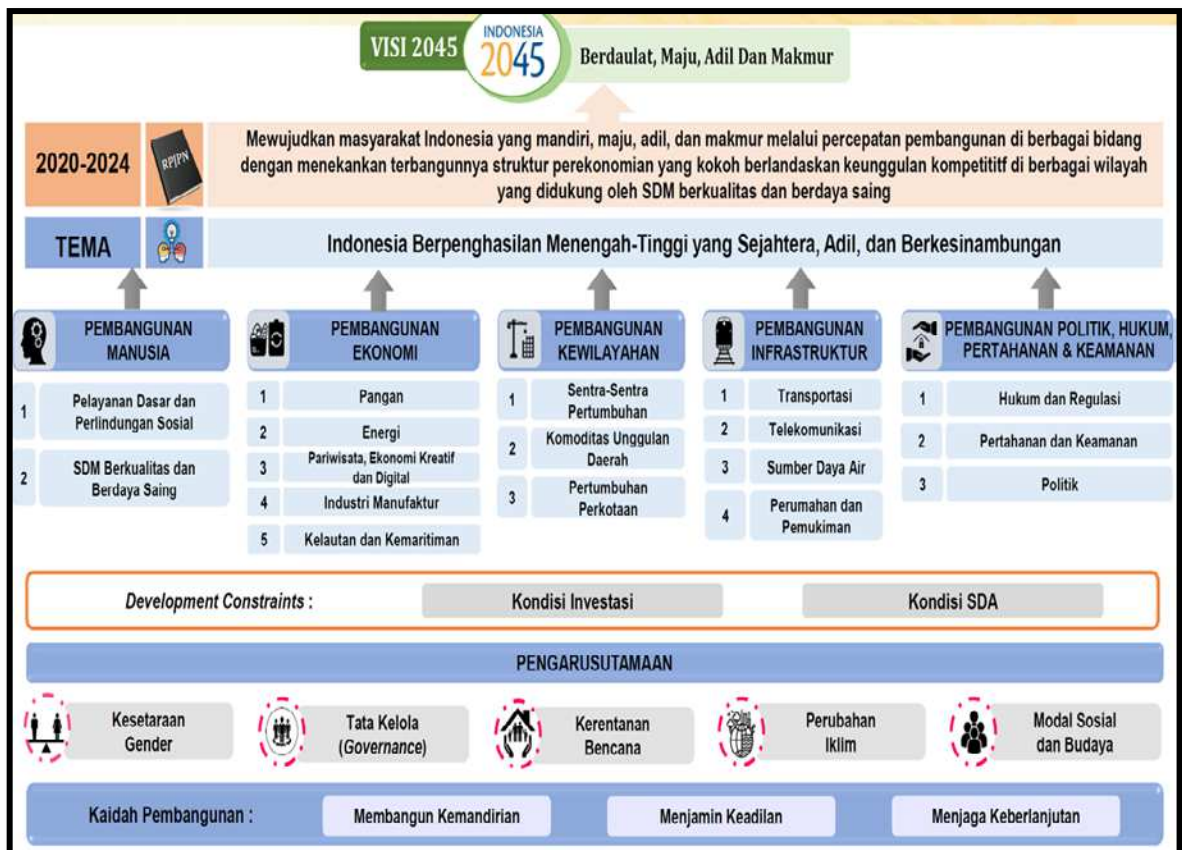 VISI 2045
INDONESIA
2045
Berdaulat, Maju, Adil Dan Makmur
2020-2024
RPJPN
Mewujudkan masyarakat Indonesia yang mandiri, maju, adil, dan makmur melalui percepatan pembangunan di berbagai bidang
dengan menekankan terbangunnya struktur perekonomian yang kokoh berlandaskan keunggulan kompetititf di berbagai wilayah
yang didukung oleh SDM berkualitas dan berdaya saing
TEMA
Indonesia Berpenghasilan Menengah-Tinggi yang Sejahtera, Adil, dan Berkesinambungan
PEMBANGUNAN
MANUSIA
1
Pelayanan Dasar dan
Perlindungan Sosial
2
SDM Berkualitas dan
Berdaya Saing
PEMBANGUNAN
EKONOMI
1
Pangan
2
Energi
3
Pariwisata, Ekonomi Kreatif
dan Digital
4
Industri Manufaktur
5
Kelautan dan Kemaritiman
PEMBANGUNAN
KEWILAYAHAN
1
Sentra-Sentra
Pertumbuhan
2
Komoditas Unggulan
Daerah
3
Pertumbuhan
Perkotaan
PEMBANGUNAN
INFRASTRUKTUR
1
Transportasi
2
Telekomunikasi
3
Sumber Daya Air
4
Perumahan dan
Pemukiman
PEMBANGUNAN POLITIK, HUKUM,
PERTAHANAN & KEAMANAN
1
Hukum dan Regulasi
2
Pertahanan dan Keamanan
3
Politik
Development Constraints :
Kondisi Investasi
Kondisi SDA
PENGARUSUTAMAAN
Kesetaraan
Gender
Tata Kelola
(Governance)
Kerentanan
Bencana
Perubahan
Iklim
Modal Sosial
dan Budaya
Kaidah Pembangunan :
Membangun Kemandirian
Menjamin Keadilan
Menjaga Keberlanjutan